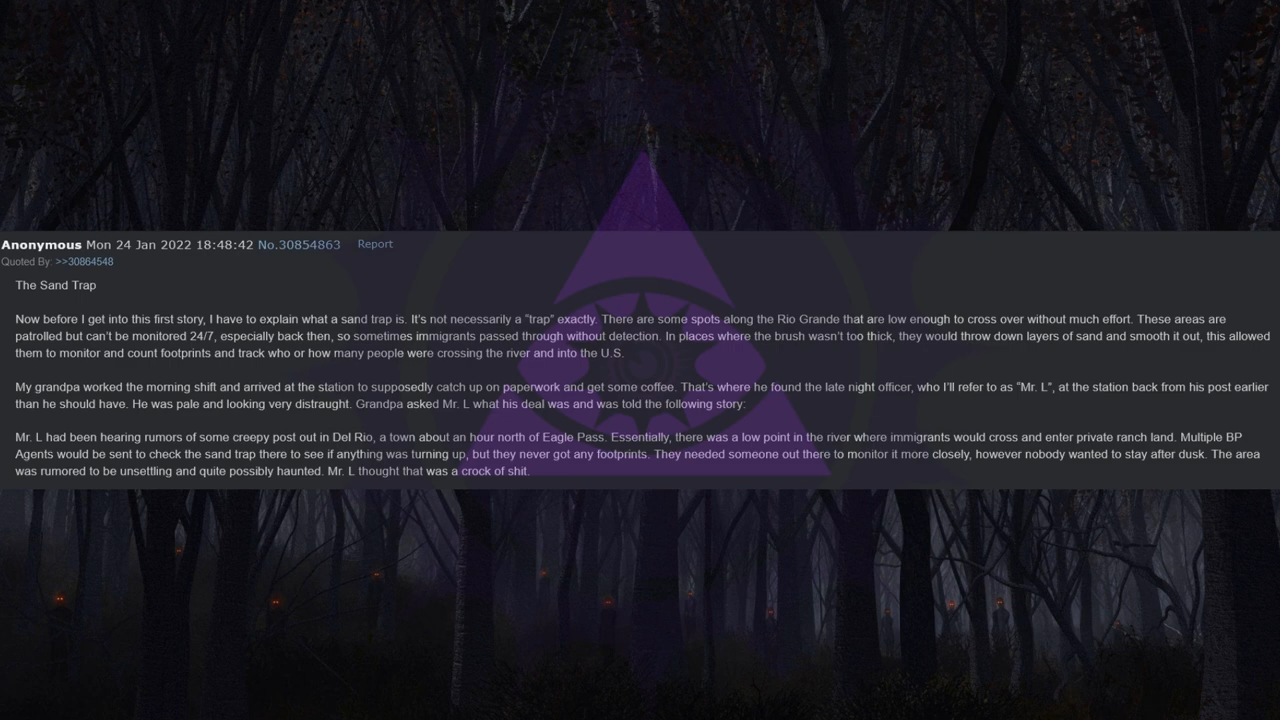 Anonymous Mon 24 Jan 2022 18:48:42 No.30854863 Report
Quoted By: >>30864548
The Sand Trap
Now before I get into this first story, I have to explain what a sand trap is. It's not necessarily a “trap” exactly. There are some spots along the Rio Grande that are low enough to cross over without much effort. These areas are
patrolled but can't be monitored 24/7, especially back then, so sometimes immigrants passed through without detection. In places where the brush wasn't too thick, they would throw down layers of sand and smooth it out, this allowed
them to monitor and count footprints and track who or how many people were crossing the river and into the U.S.
My grandpa worked the morning shift and arrived at the station to supposedly catch up on paperwork and get some coffee. That's where he found the late night officer, who I'll refer to as “Mr. L”, at the station back from his post earlier
than he should have. He was pale and looking very distraught. Grandpa asked Mr. L what his deal was and was told the following story:
Mr. L had been hearing rumors of some creepy post out in Del Rio, a town about an hour north of Eagle Pass. Essentially, there was a low point in the river where immigrants would cross and enter private ranch land. Multiple BP
Agents would be sent to check the sand trap there to see if anything was turning up, but they never got any footprints. They needed someone out there to monitor it more closely, however nobody wanted to stay after dusk. The area
was rumored to be unsettling and quite possibly haunted. Mr. L thought that was a crock of shit.